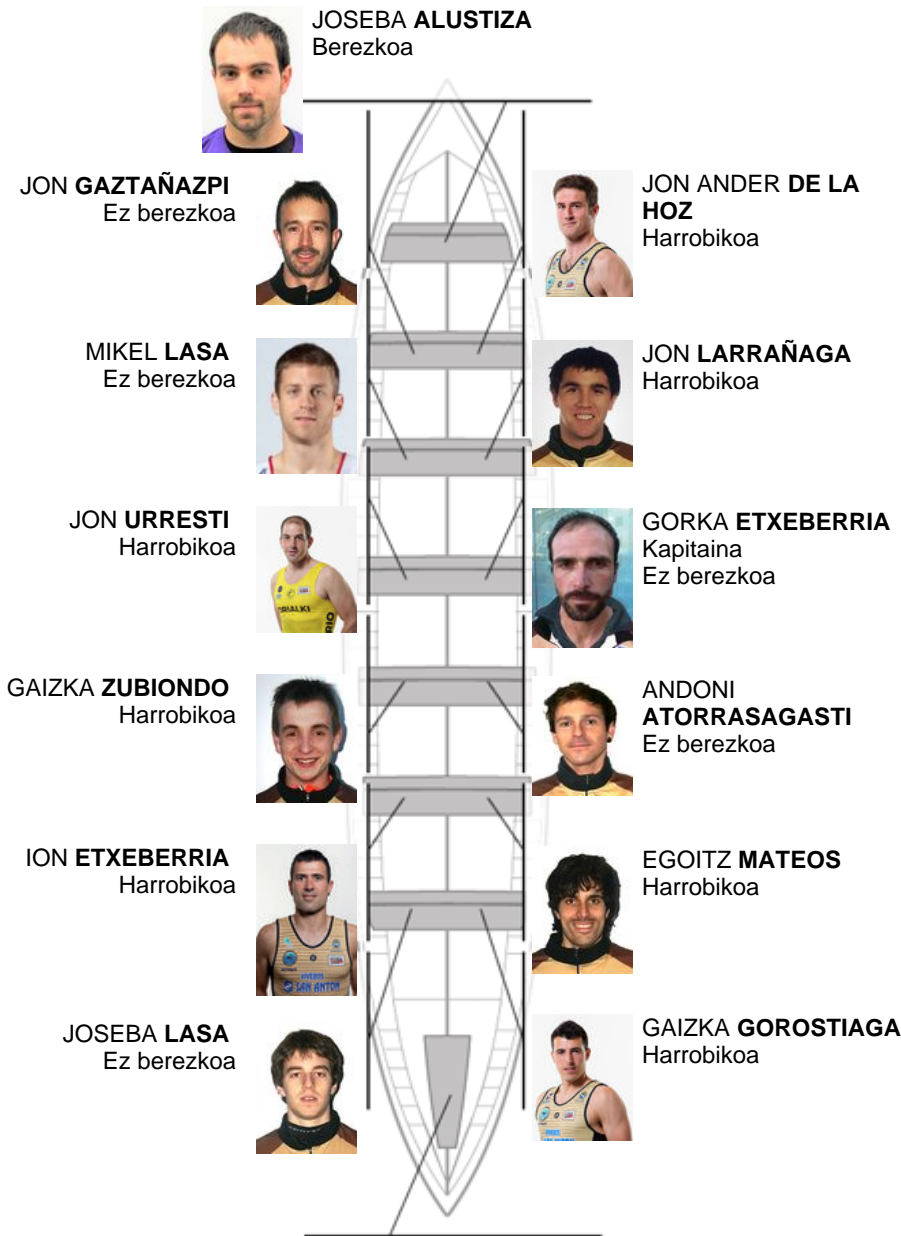 JOSEBA ALUSTIZA
Berezkoa
JON GAZTAÑAZPI
Ez berezkoa
JON ANDER DE LA
HOZ
Harrobikoa
MIKEL LASA
Ez berezkoa
JON LARRAÑAGA
Harrobikoa
JON URRESTI
Harrobikoa
GORKA ETXEBERRIA
Kapitaina
Ez berezkoa
GAIZKA ZUBIONDO
Harrobikoa
ANDONI
ATORRASAGASTI
Ez berezkoa
ION ETXEBERRIA
Harrobikoa
SAN ANTON
EGOITZ MATEOS
Harrobikoa
JOSEBA LASA
Ez berezkoa
GAIZKA GOROSTIAGA
Harrobikoa